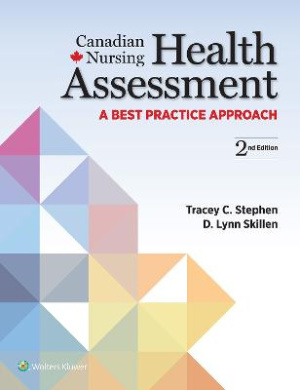 Canadian
Nursing
Health
Assessment
A BEST PRACTICE APPROACH
2nd Edition
Tracey C. Stephen
D. Lynn Skillen
Wolters Kluwer